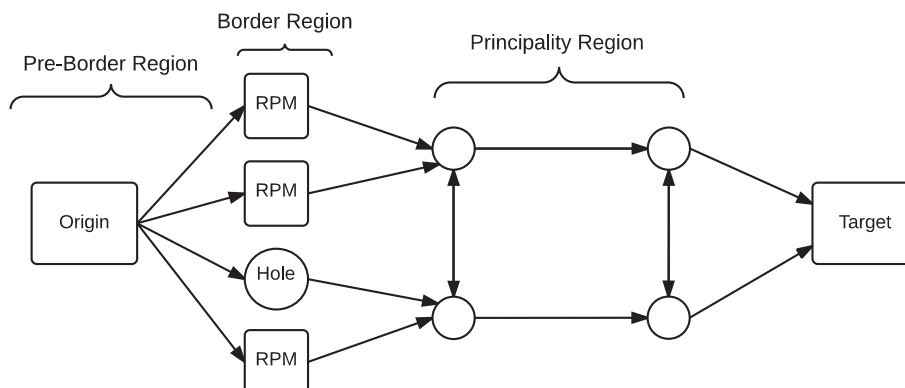 Border Region
Principality Region
Pre-Border Region
RPM
RPM
Origin
Target
Hole
RPM